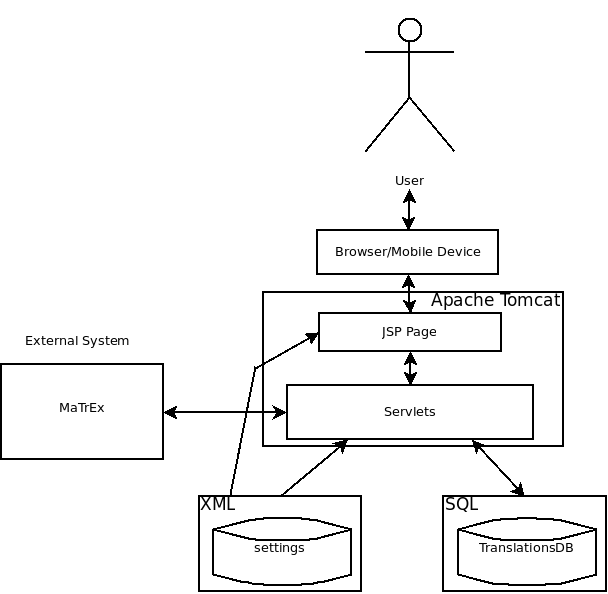 User
Browser/Mobile Device
Apache Tomcat
JSP Page
External System
MaTrEx
Servlets
XML
SQL
settings
TranslationsDB